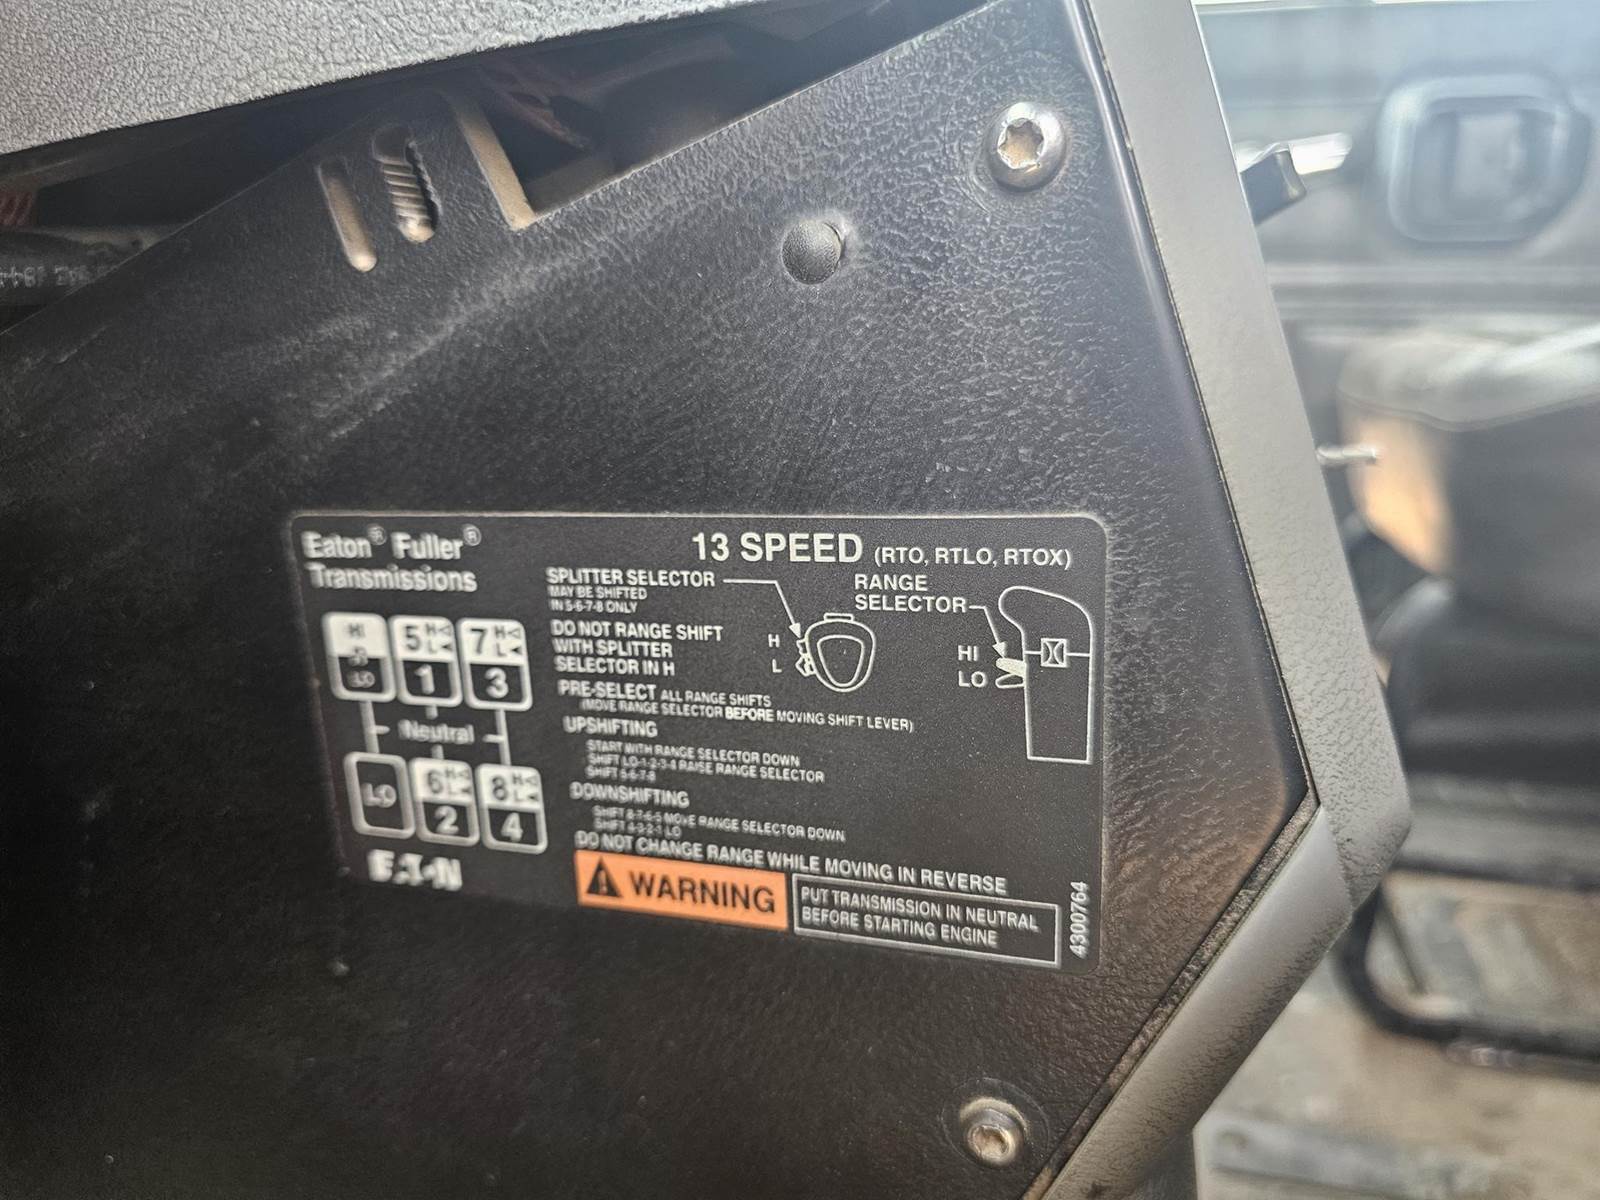 Eaton® Fuller®
Transmissions
13 SPEED (RTO, RTLO, RTOX)
SPLITTER SELECTOR
MAY BE SHIFTED
IN 5-6-7-8 ONLY
RANGE
SELECTOR
DO NOT RANGE SHIFT
WITH SPLITTER
SELECTOR IN H
H
L
HI
LO
HI
R
LO
5 H
L
1
7 H
L
3
Neutral
LO
6 H
L
2
8 H
L
4
EATON
PRE-SELECT ALL RANGE SHIFTS
(MOVE RANGE SELECTOR BEFORE MOVING SHIFT LEVER)
UPSHIFTING
START WITH RANGE SELECTOR DOWN
SHIFT LO-1-2-3-4 RAISE RANGE SELECTOR
SHIFT 5-6-7-8
DOWNSHIFTING
SHIFT 8-7-6-5 MOVE RANGE SELECTOR DOWN
SHIFT 4-3-2-1 LO
DO NOT CHANGE RANGE WHILE MOVING IN REVERSE
WARNING
PUT TRANSMISSION IN NEUTRAL
BEFORE STARTING ENGINE
4300764